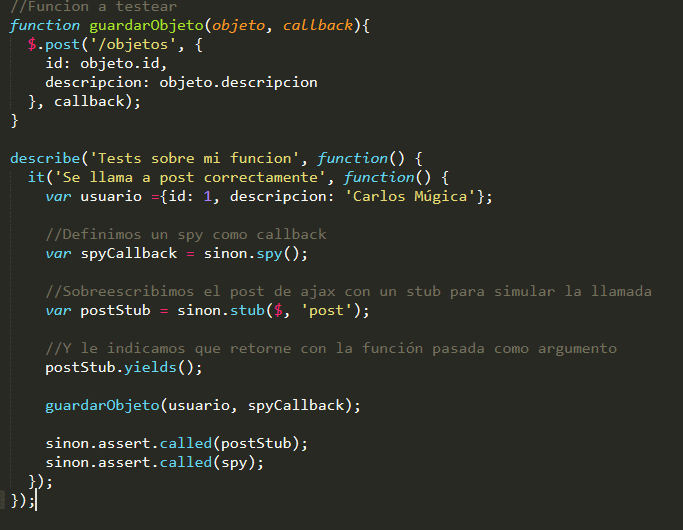 //Funcion a testear
function guardarObjeto(objeto, callback){
  $.post('/objetos', {
    id: objeto.id,
    descripcion: objeto.descripcion
  }, callback);
}

describe('Tests sobre mi funcion', function() {
  it('Se llama a post correctamente', function() {
    var usuario ={id: 1, descripcion: 'Carlos Múgica'};

    //Definimos un spy como callback
    var spyCallback = sinon.spy();

    //Sobreescribimos el post de ajax con un stub para simular la llamada
    var postStub = sinon.stub($, 'post');

    //Y le indicamos que retorne con la función pasada como argumento
    postStub.yields();

    guardarObjeto(usuario, spyCallback);

    sinon.assert.called(postStub);
    sinon.assert.called(spy);
  });
});